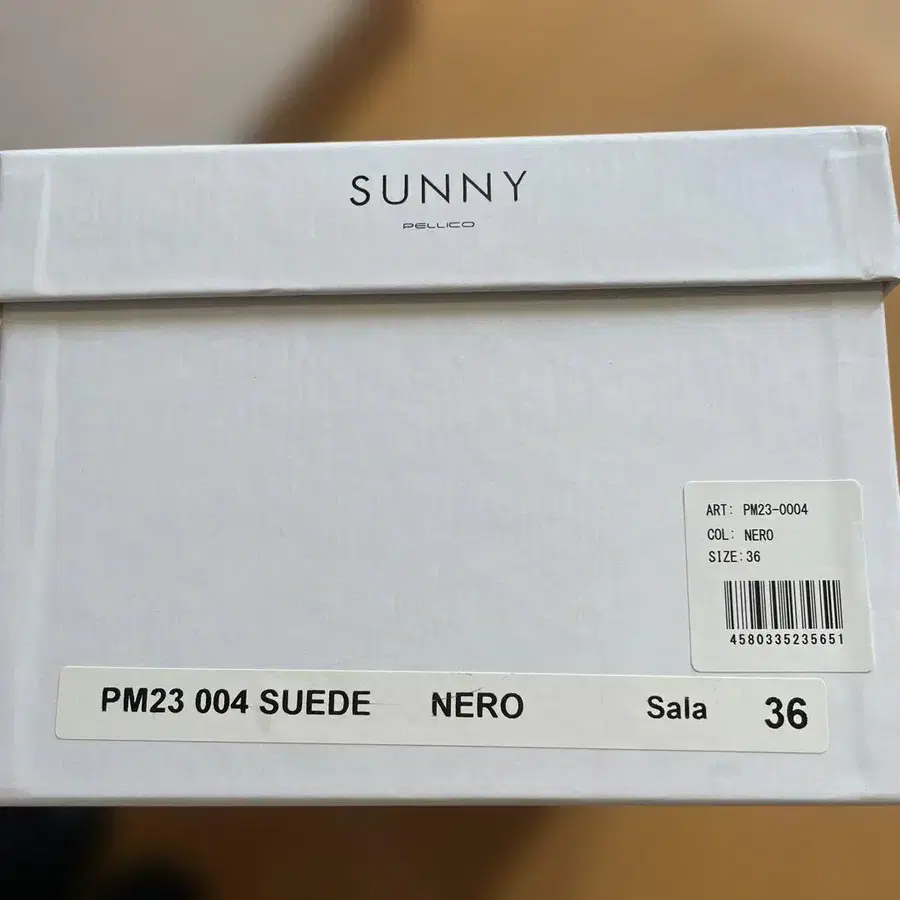 SUNNY
PELLICO
ART: PM23-0004
COL: NERO
SIZE:36
4580335235651
PM23 004 SUEDE NERO Sala 36